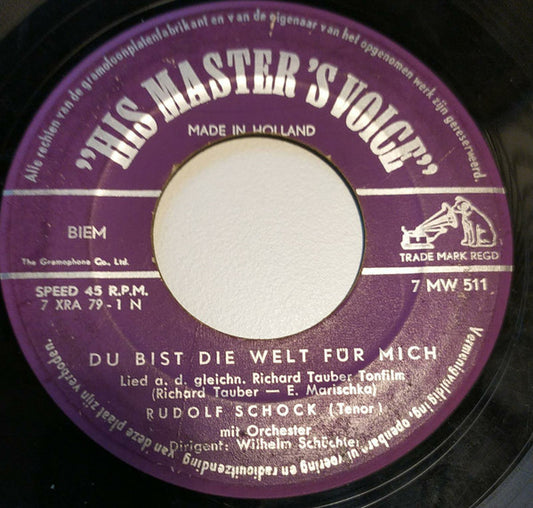 Alle rechten van de gramofoonplatenfabrikant en van de eigenaar van het opgenomen werk zijn gereserveerd.
"HIS MASTER'S VOICE"
MADE IN HOLLAND
BIEM
The Gramophone Co., Ltd.
TRADE MARK REGD
SPEED 45 R.P.M.
7 XRA 79-1 N
7 MW 511
DU BIST DIE WELT FÜR MICH
Lied a. d. gleichn. Richard Tauber Tonfilm
(Richard Tauber — E. Marischka)
RUDOLF SCHOCK (Tenor)
mit Orchester
Dirigent: Wilhelm Schüchter
Vermenigvuldiging, openbare uitvoering en radiouitzending van deze plaat zijn verboden.